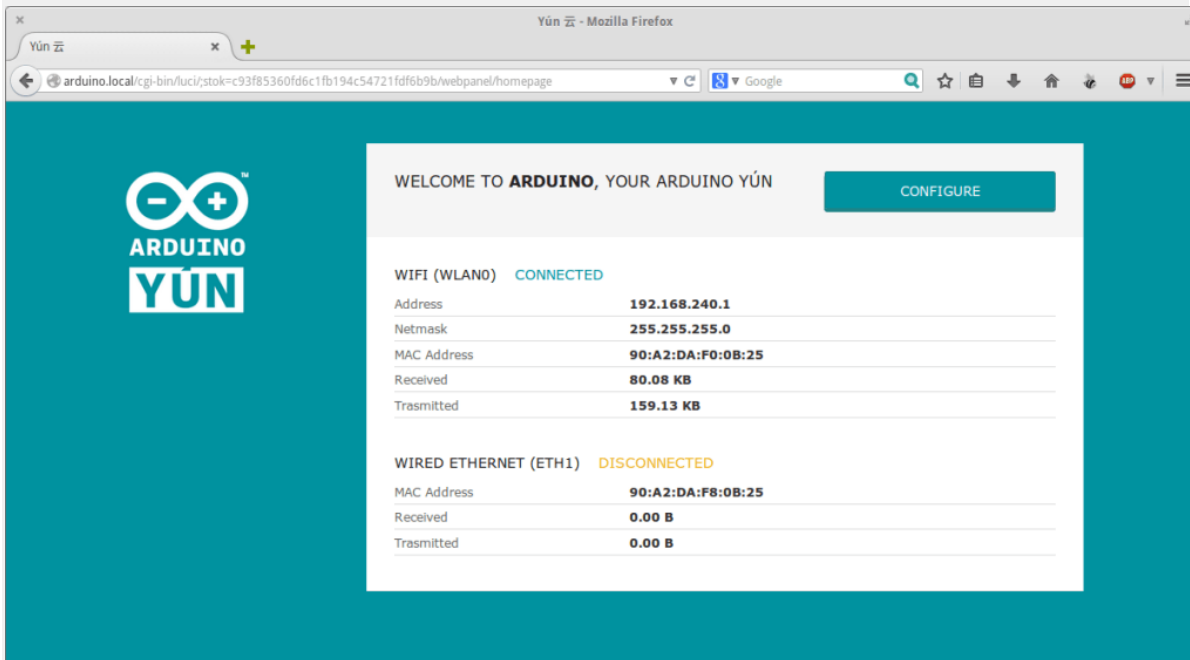 Yún 云 - Mozilla Firefox
Yún 云
arduino.local/cgi-bin/luci/;stok=c93f85360fd6c1fb194c54721fdf6b9b/webpanel/homepage
Google
ABP
ARDUINO
YÚN
WELCOME TO ARDUINO, YOUR ARDUINO YÚN
CONFIGURE
WIFI (WLAN0) CONNECTED
Address 192.168.240.1
Netmask 255.255.255.0
MAC Address 90:A2:DA:F0:0B:25
Received 80.08 KB
Trasmitted 159.13 KB
WIRED ETHERNET (ETH1) DISCONNECTED
MAC Address 90:A2:DA:F8:0B:25
Received 0.00 B
Trasmitted 0.00 B